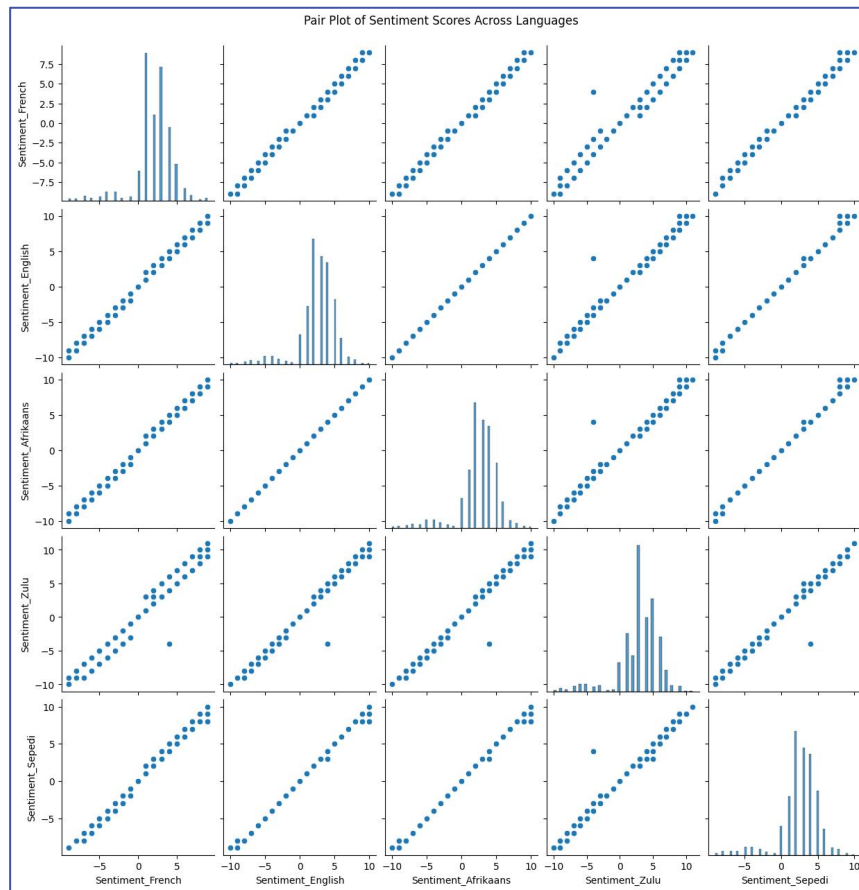 Pair Plot of Sentiment Scores Across Languages
Sentiment_French
7.5
5.0
2.5
0.0
−2.5
−5.0
−7.5
Sentiment_English
10
5
0
−5
−10
Sentiment_Afrikaans
10
5
0
−5
−10
Sentiment_Zulu
10
5
0
−5
−10
Sentiment_Sepedi
10
5
0
−5
−5 0 5
−10 −5 0 5 10
−10 −5 0 5 10
−10 −5 0 5 10
−5 0 5 10
Sentiment_French
Sentiment_English
Sentiment_Afrikaans
Sentiment_Zulu
Sentiment_Sepedi